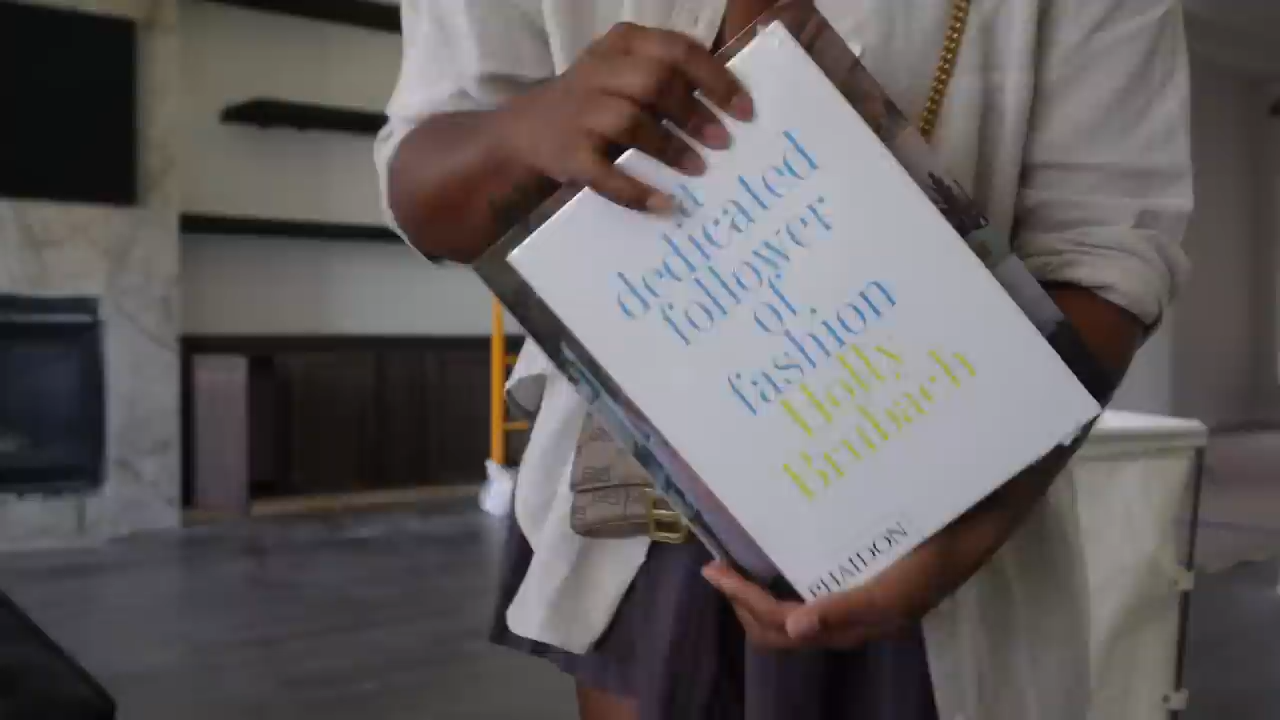 a
dedicated
follower
of
fashion
Holly
Brubach
PHAIDON